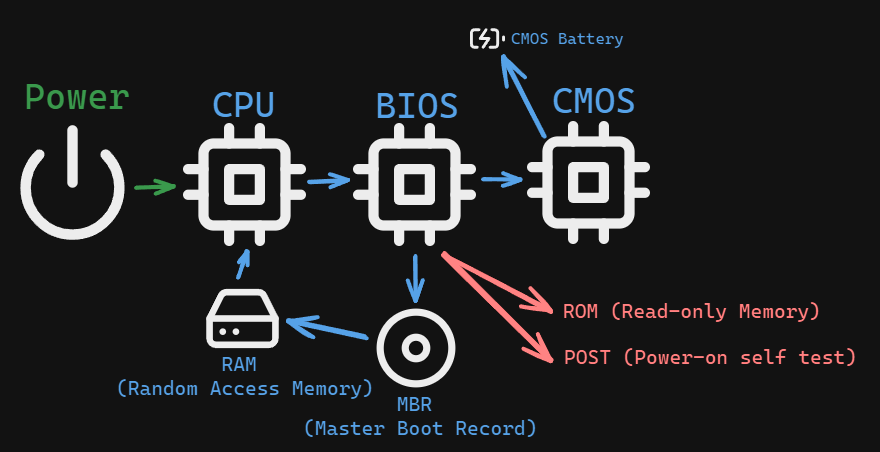 CMOS Battery
Power
CPU
BIOS
CMOS
ROM (Read-only Memory)
POST (Power-on self test)
RAM
(Random Access Memory)
MBR
(Master Boot Record)